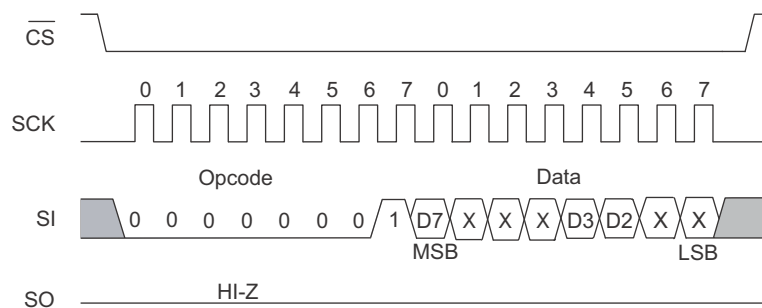 CS
0 1 2 3 4 5 6 7 0 1 2 3 4 5 6 7
SCK
Opcode Data
SI 0 0 0 0 0 0 0 1 D7 X X X D3 D2 X X
MSB LSB
HI-Z
SO